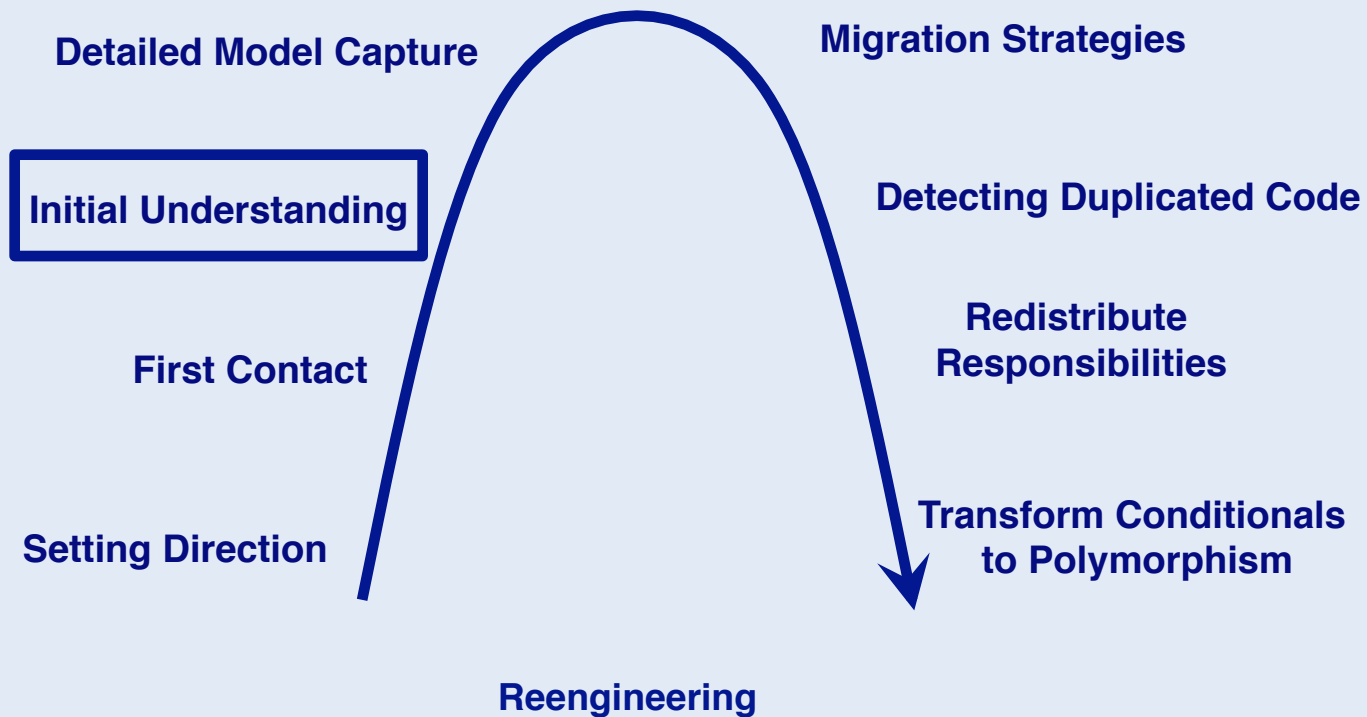 Detailed Model Capture
Migration Strategies
Initial Understanding
Detecting Duplicated Code
First Contact
Redistribute
Responsibilities
Setting Direction
Transform Conditionals
to Polymorphism
Reengineering